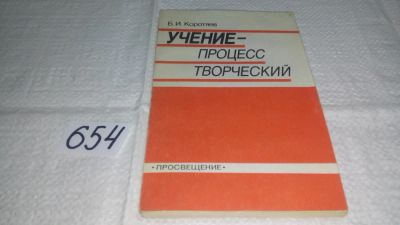 Б. И. Коротяев
УЧЕНИЕ–
ПРОЦЕСС
ТВОРЧЕСКИЙ
•ПРОСВЕЩЕНИЕ•
654